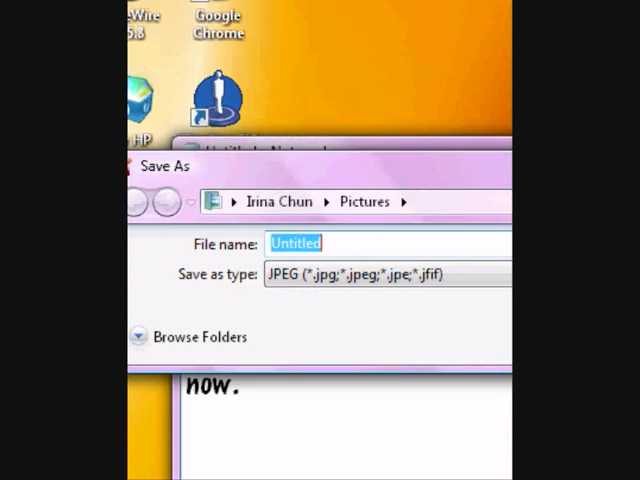 eWire
Google
5.8
Chrome
HP
Save As
Irina Chun
Pictures
File name:
Untitled
Save as type:
JPEG (*.jpg;*.jpeg;*.jpe;*.jfif)
Browse Folders
now.